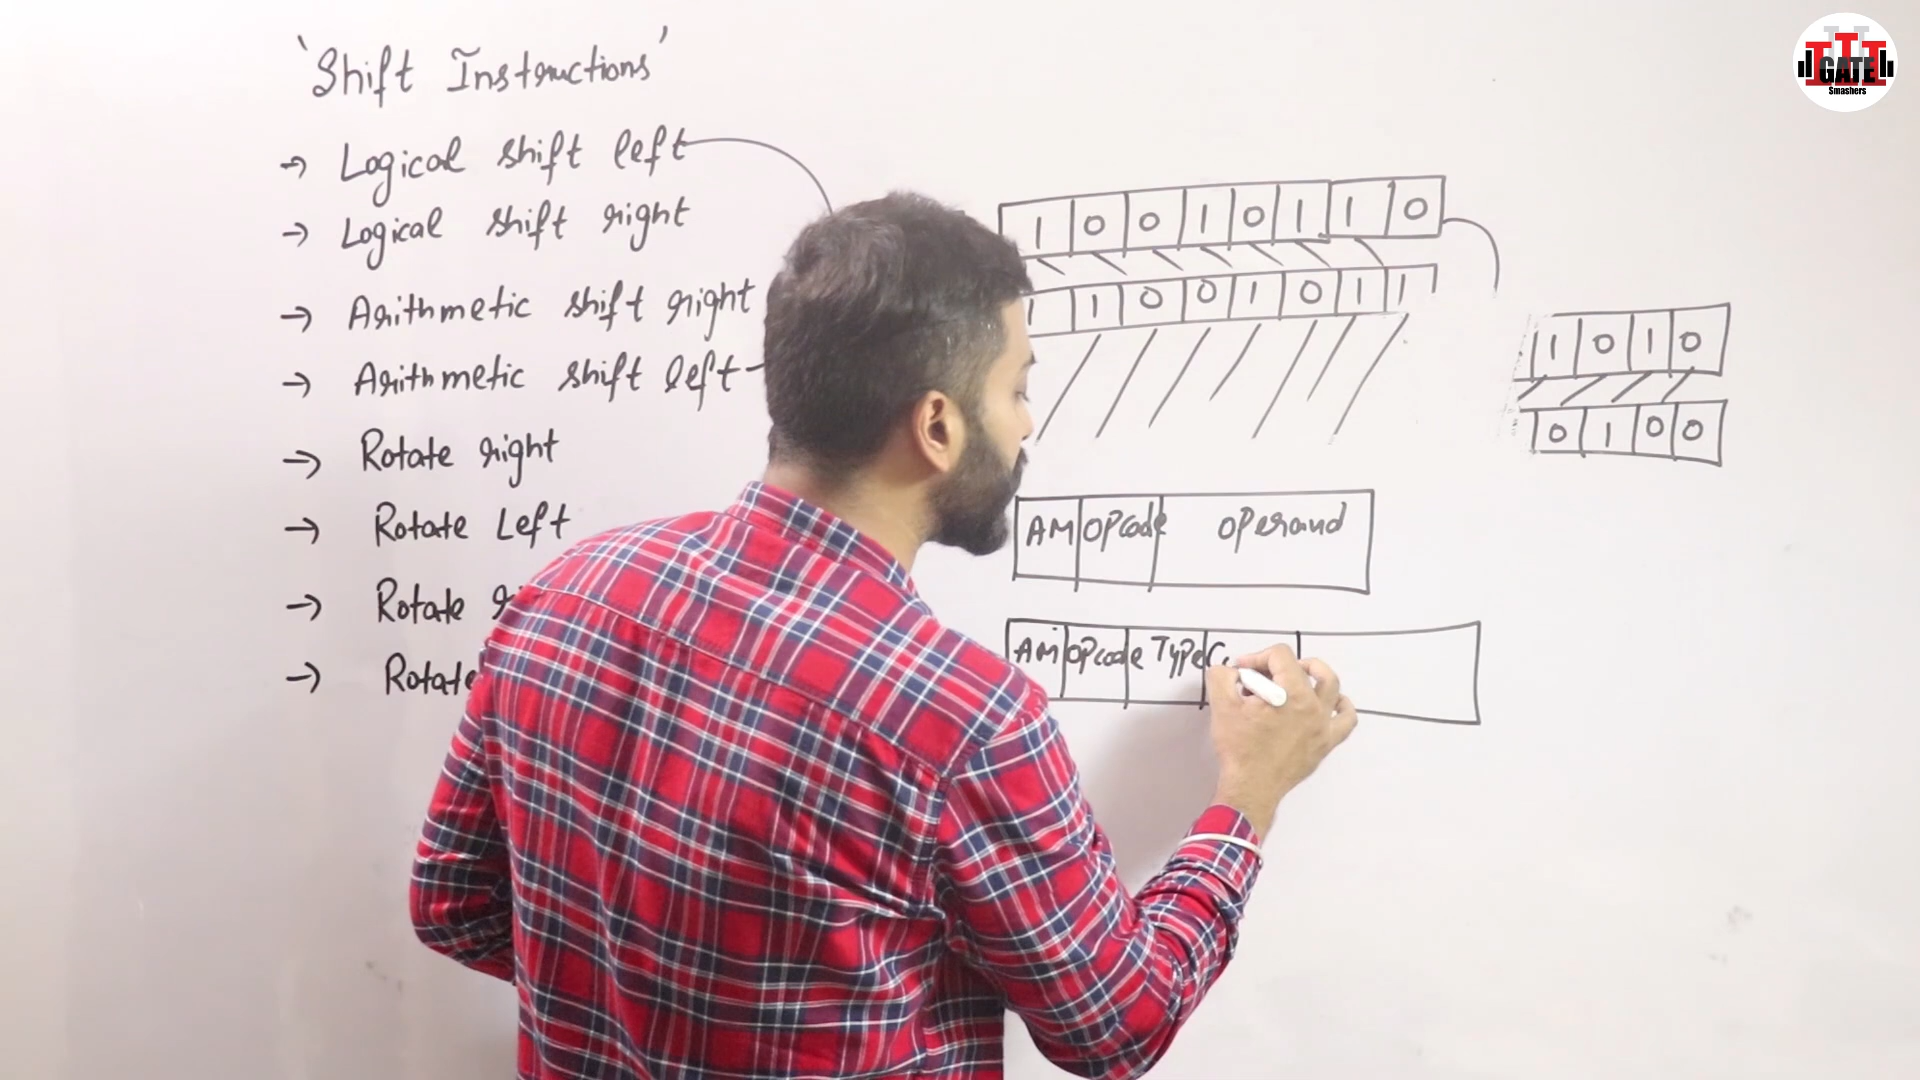 'Shift Instructions'
→ Logical shift left
→ Logical shift right
→ Arithmetic shift right
→ Arithmetic shift left
→ Rotate right
→ Rotate Left
→ Rotate
→ Rotate
1 0 0 1 0 1 1 0
1 1 0 0 1 0 1 1
1 0 1 0
0 1 0 0
AM Opcode Operand
AM Opcode Type
GATE
Smashers